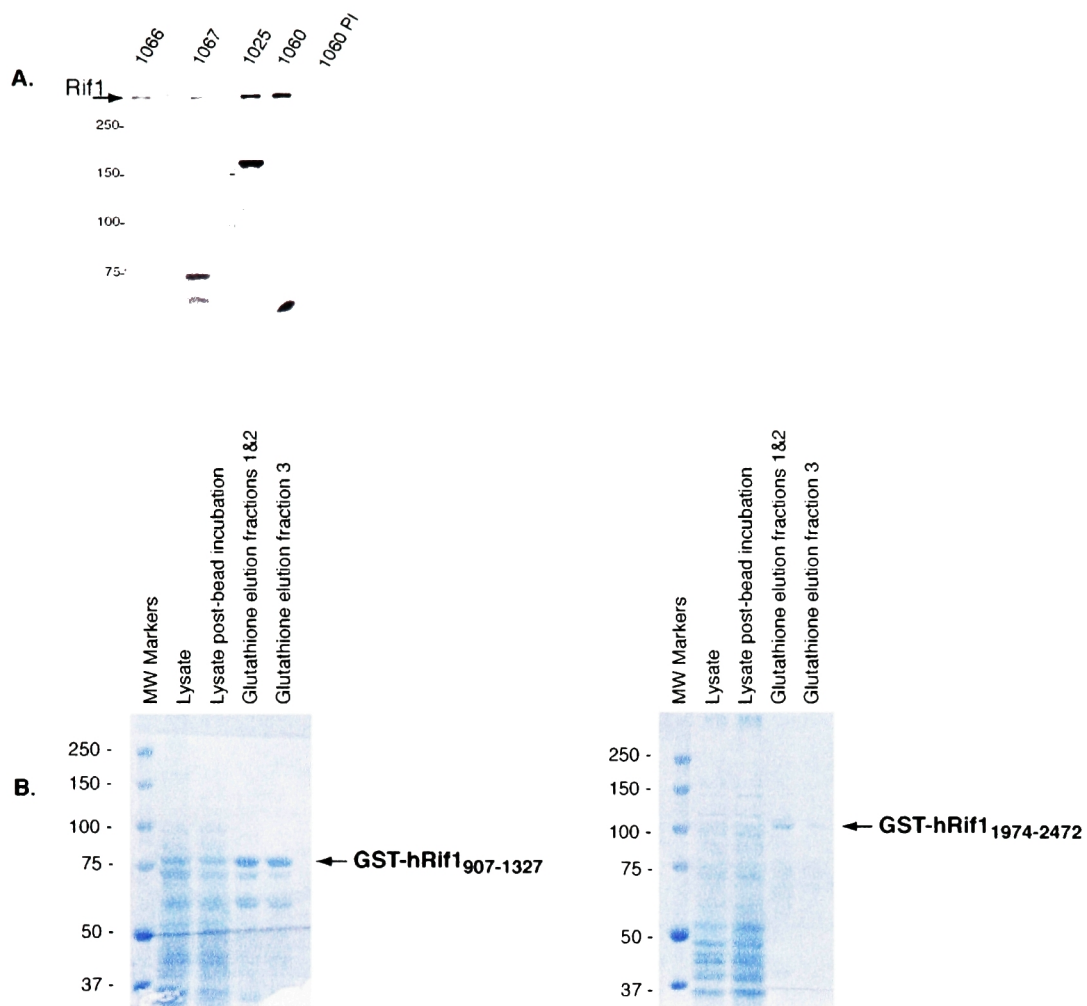 1066
1067
1025
1060
1060 PI
A.
Rif1
250-
150-
100-
75-
MW Markers
Lysate
Lysate post-bead incubation
Glutathione elution fractions 1&2
Glutathione elution fraction 3
B.
250 -
150 -
100 -
75 -
50 -
37 -
GST-hRif1907-1327
MW Markers
Lysate
Lysate post-bead incubation
Glutathione elution fractions 1&2
Glutathione elution fraction 3
250 -
150 -
100 -
75 -
50 -
37 -
GST-hRif11974-2472